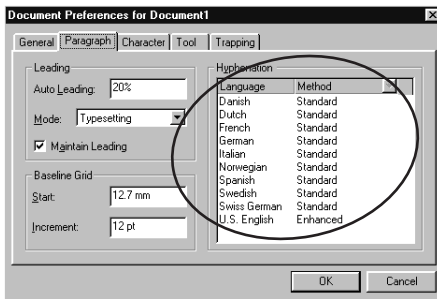 Document Preferences for Document1
General Paragraph Character Tool Trapping
Leading
Auto Leading: 20%
Mode: Typesetting
Maintain Leading
Baseline Grid
Start: 12.7 mm
Increment: 12 pt
Hyphenation
Language Method
Danish Standard
Dutch Standard
French Standard
German Standard
Italian Standard
Norwegian Standard
Spanish Standard
Swedish Standard
Swiss German Standard
U.S. English Enhanced
OK Cancel